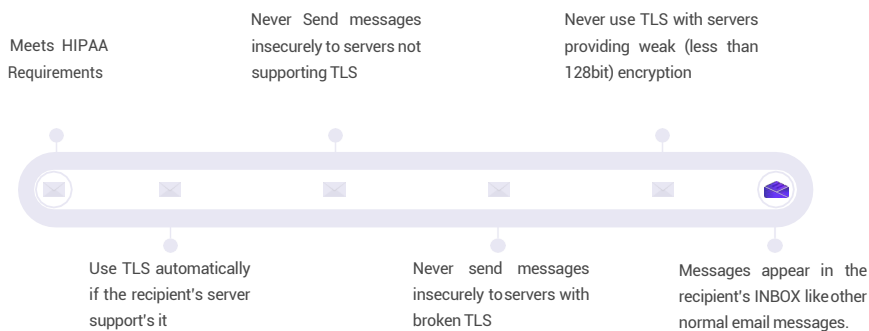 Meets HIPAA
Requirements
Never Send messages
insecurely to servers not
supporting TLS
Never use TLS with servers
providing weak (less than
128bit) encryption
Use TLS automatically
if the recipient's server
support's it
Never send messages
insecurely toservers with
broken TLS
Messages appear in the
recipient's INBOX likeother
normal email messages.